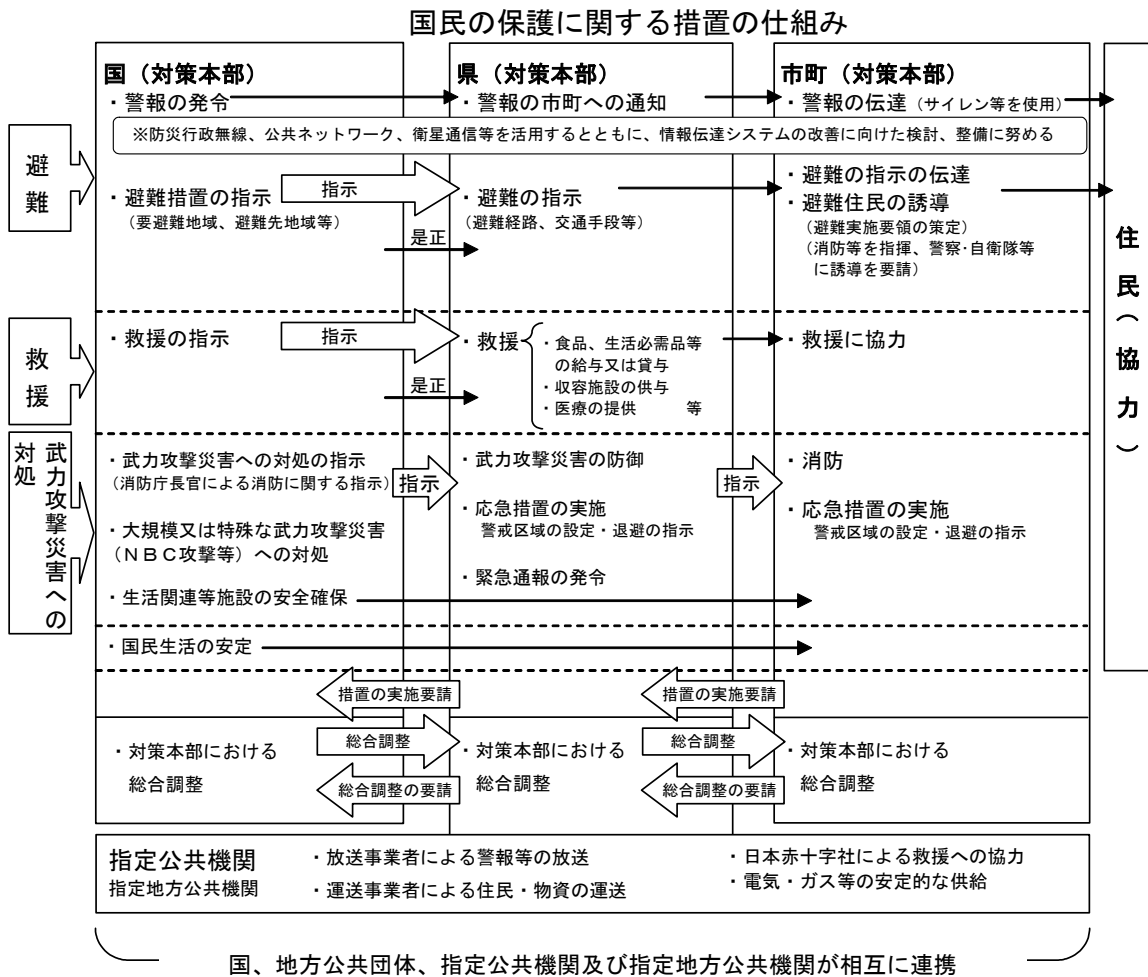 国民の保護に関する措置の仕組み
国（対策本部）
県（対策本部）
市町（対策本部）
・警報の発令
・警報の市町への通知
・警報の伝達（サイレン等を使用）
※防災行政無線、公共ネットワーク、衛星通信等を活用するとともに、情報伝達システムの改善に向けた検討、整備に努める
避難
・避難措置の指示
（要避難地域、避難先地域等）
指示
是正
・避難の指示
（避難経路、交通手段等）
・避難の指示の伝達
・避難住民の誘導
（避難実施要領の策定）
（消防等を指揮、警察･自衛隊等
に誘導を要請）
救援
・救援の指示
指示
是正
・救援
・食品、生活必需品等
の給与又は貸与
・収容施設の供与
・医療の提供　　等
・救援に協力
武力攻撃災害への
対処
・武力攻撃災害への対処の指示
（消防庁長官による消防に関する指示）
・大規模又は特殊な武力攻撃災害
（ＮＢＣ攻撃等）への対処
・生活関連等施設の安全確保
指示
・武力攻撃災害の防御
・応急措置の実施
警戒区域の設定・退避の指示
・緊急通報の発令
指示
・消防
・応急措置の実施
警戒区域の設定・退避の指示
・国民生活の安定
措置の実施要請
措置の実施要請
・対策本部における
総合調整
総合調整
総合調整の要請
・対策本部における
総合調整
総合調整
総合調整の要請
・対策本部における
総合調整
住民（協力）
指定公共機関
指定地方公共機関
・放送事業者による警報等の放送
・運送事業者による住民・物資の運送
・日本赤十字社による救援への協力
・電気・ガス等の安定的な供給
国、地方公共団体、指定公共機関及び指定地方公共機関が相互に連携